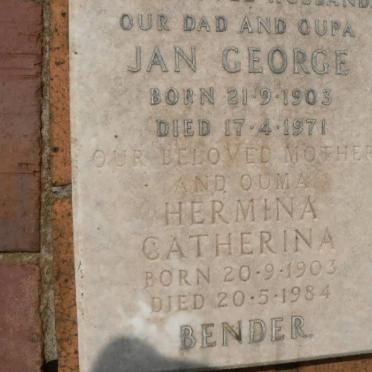 HUSBAND
OUR DAD AND OUPA
JAN GEORGE
BORN 21·9·1903
DIED 17·4·1971
OUR BELOVED MOTHER
AND OUMA
HERMINA
CATHERINA
BORN 20·9·1903
DIED 20·5·1984
BENDER.